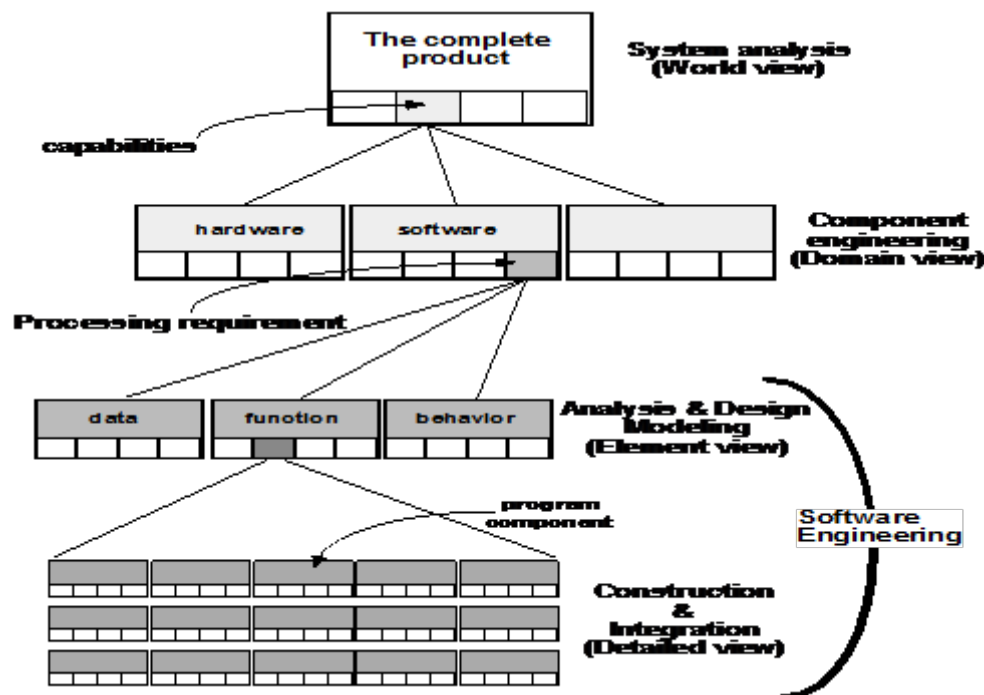 The complete
product
System analysis
(World view)
capabilities
hardware
software
Component
engineering
(Domain view)
Processing requirement
data
function
behavior
Analysis & Design
Modeling
(Element view)
program
component
Software
Engineering
Construction
&
Integration
(Detailed view)